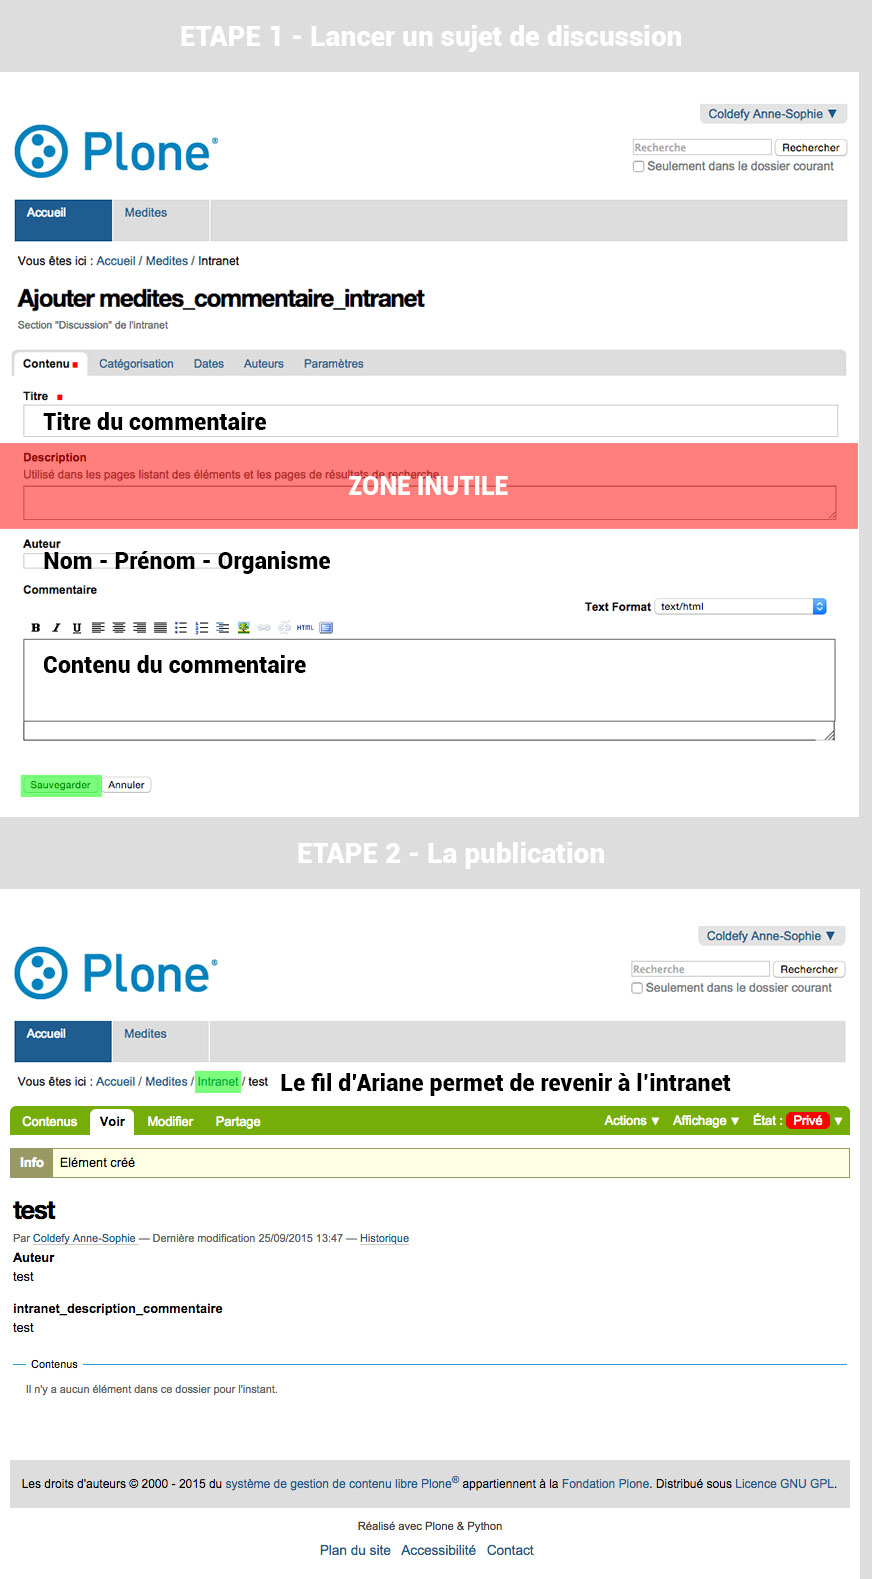 ETAPE 1 - Lancer un sujet de discussion
Coldefy Anne-Sophie ▼
Plone®
Recherche Rechercher
Seulement dans le dossier courant
Accueil Medites
Vous êtes ici : Accueil / Medites / Intranet
Ajouter medites_commentaire_intranet
Section "Discussion" de l'intranet
Contenu Catégorisation Dates Auteurs Paramètres
Titre
Titre du commentaire
Description
Utilisé dans les pages listant des éléments et les pages de résultats de recherche.
ZONE INUTILE
Auteur
Nom - Prénom - Organisme
Commentaire
Text Format text/html
B I U HTML
Contenu du commentaire
Sauvegarder Annuler
ETAPE 2 - La publication
Coldefy Anne-Sophie ▼
Plone®
Recherche Rechercher
Seulement dans le dossier courant
Accueil Medites
Vous êtes ici : Accueil / Medites / Intranet / test Le fil d'Ariane permet de revenir à l'intranet
Contenus Voir Modifier Partage Actions ▼ Affichage ▼ État : Privé ▼
Info Elément créé
test
Par Coldefy Anne-Sophie — Dernière modification 25/09/2015 13:47 — Historique
Auteur
test
intranet_description_commentaire
test
Contenus
Il n'y a aucun élément dans ce dossier pour l'instant.
Les droits d'auteurs © 2000 - 2015 du système de gestion de contenu libre Plone® appartiennent à la Fondation Plone. Distribué sous Licence GNU GPL.
Réalisé avec Plone & Python
Plan du site Accessibilité Contact